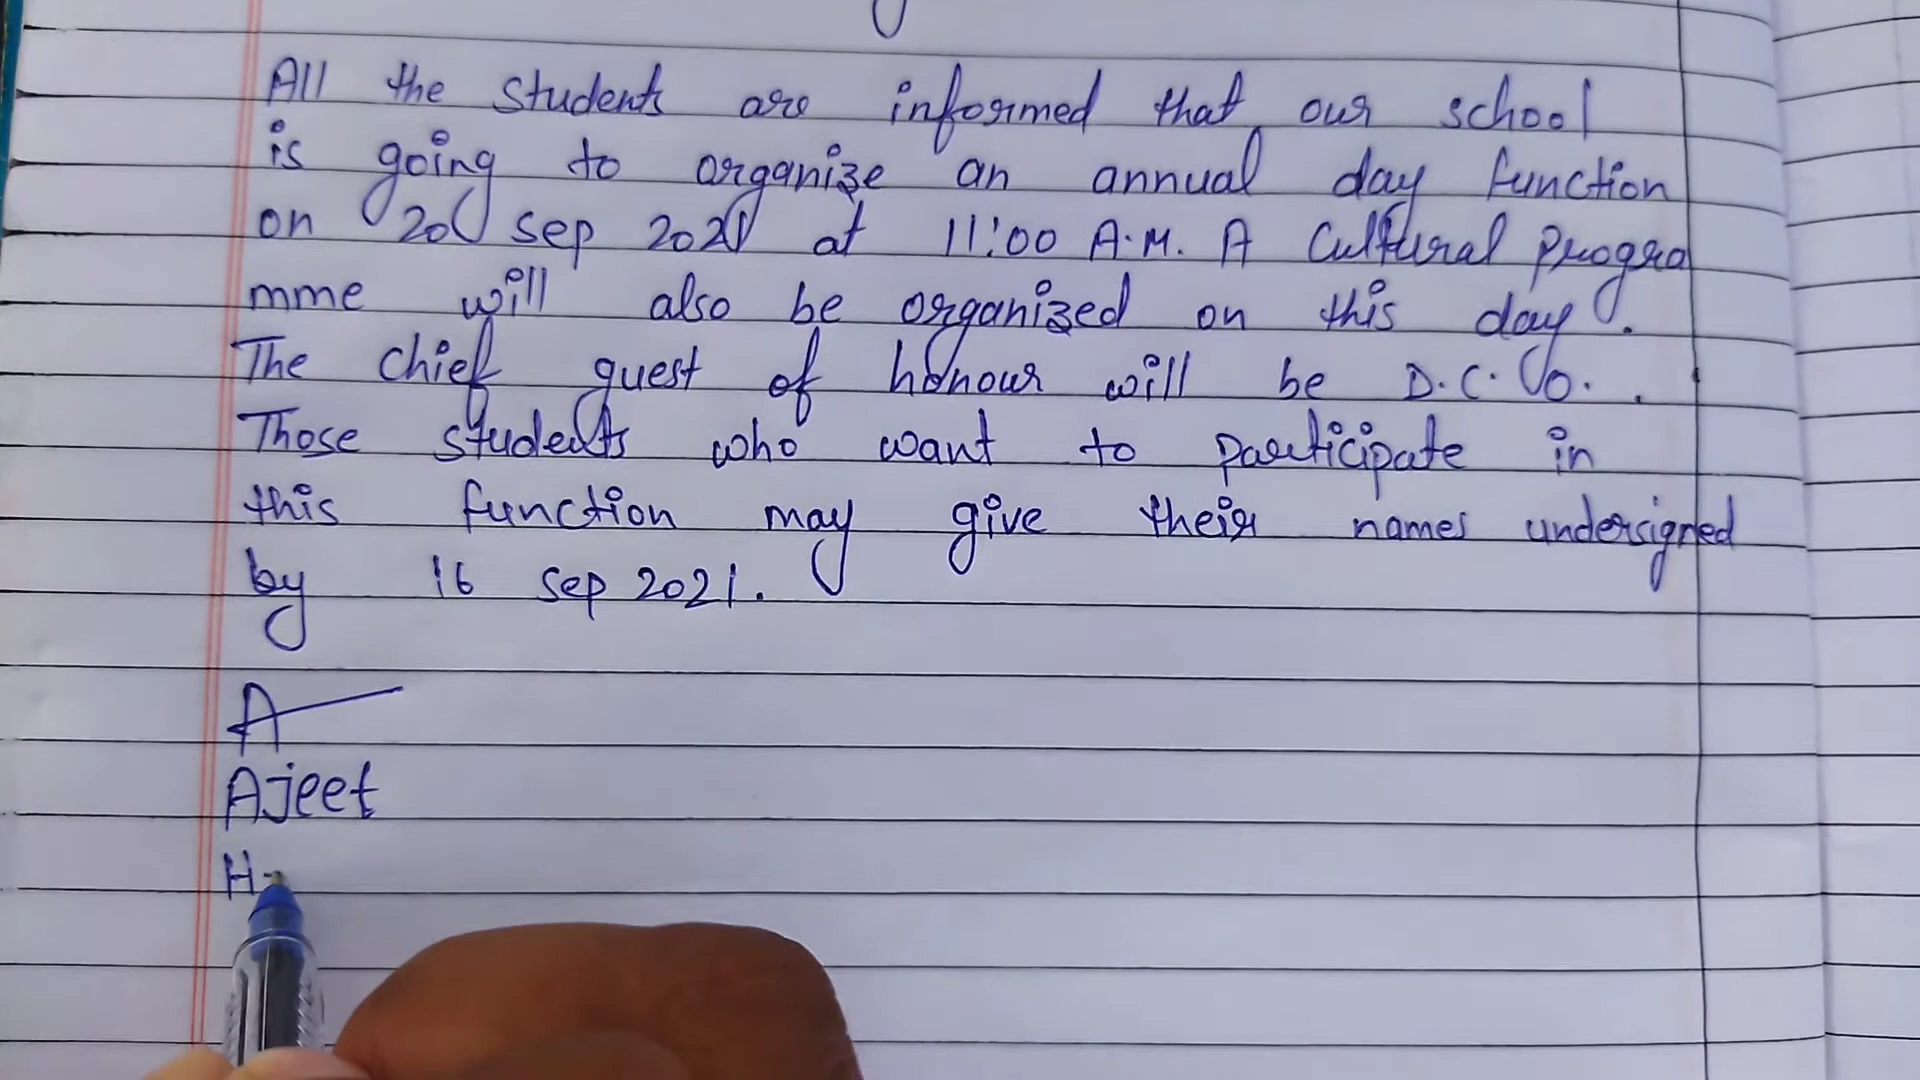 All the students are informed that our school
is going to organize an annual day function
on 20 sep 2021 at 11:00 A.M. A Cultural progra
mme will also be organized on this day.
The chief guest of honour will be D.C.O. .
Those students who want to participate in
this function may give their names undersigned
by 16 sep 2021.
A
Ajeet
H